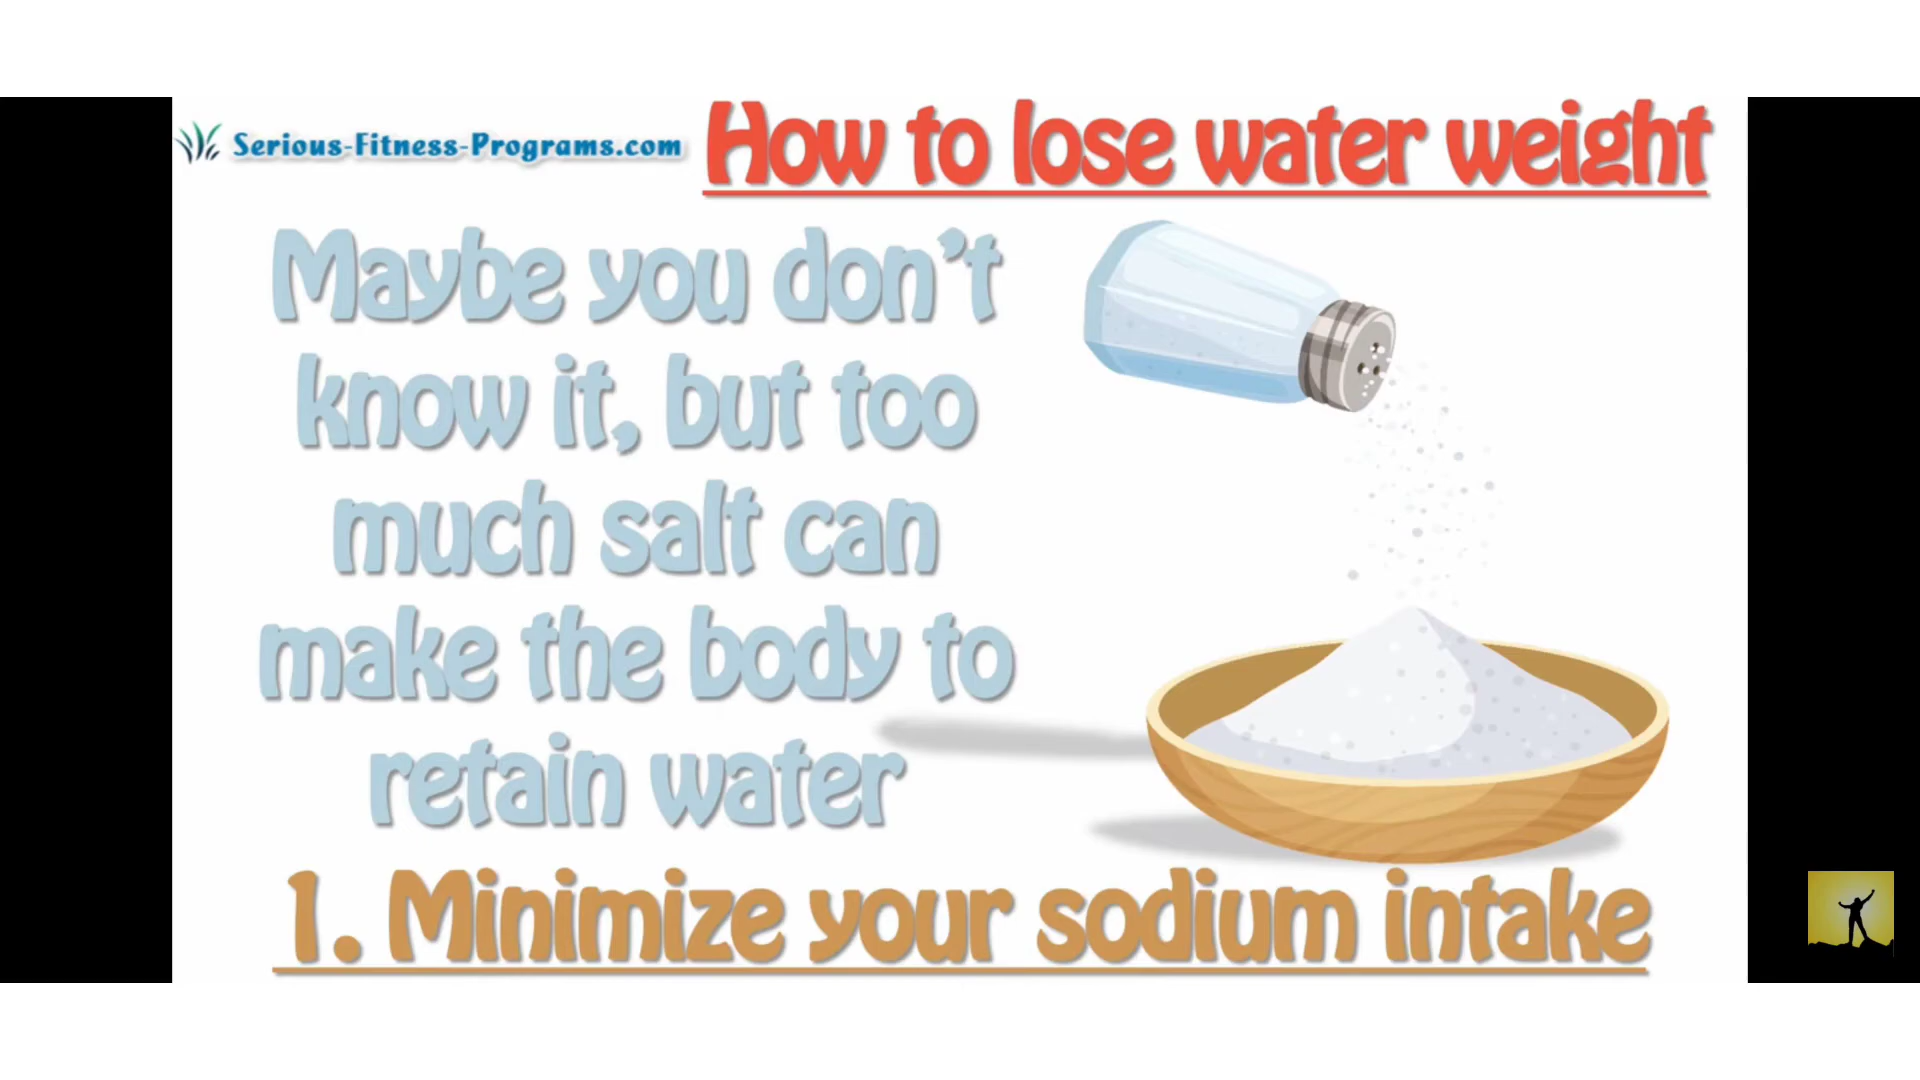 Serious-Fitness-Programs.com
How to lose water weight
Maybe you don't
know it, but too
much salt can
make the body to
retain water
1. Minimize your sodium intake